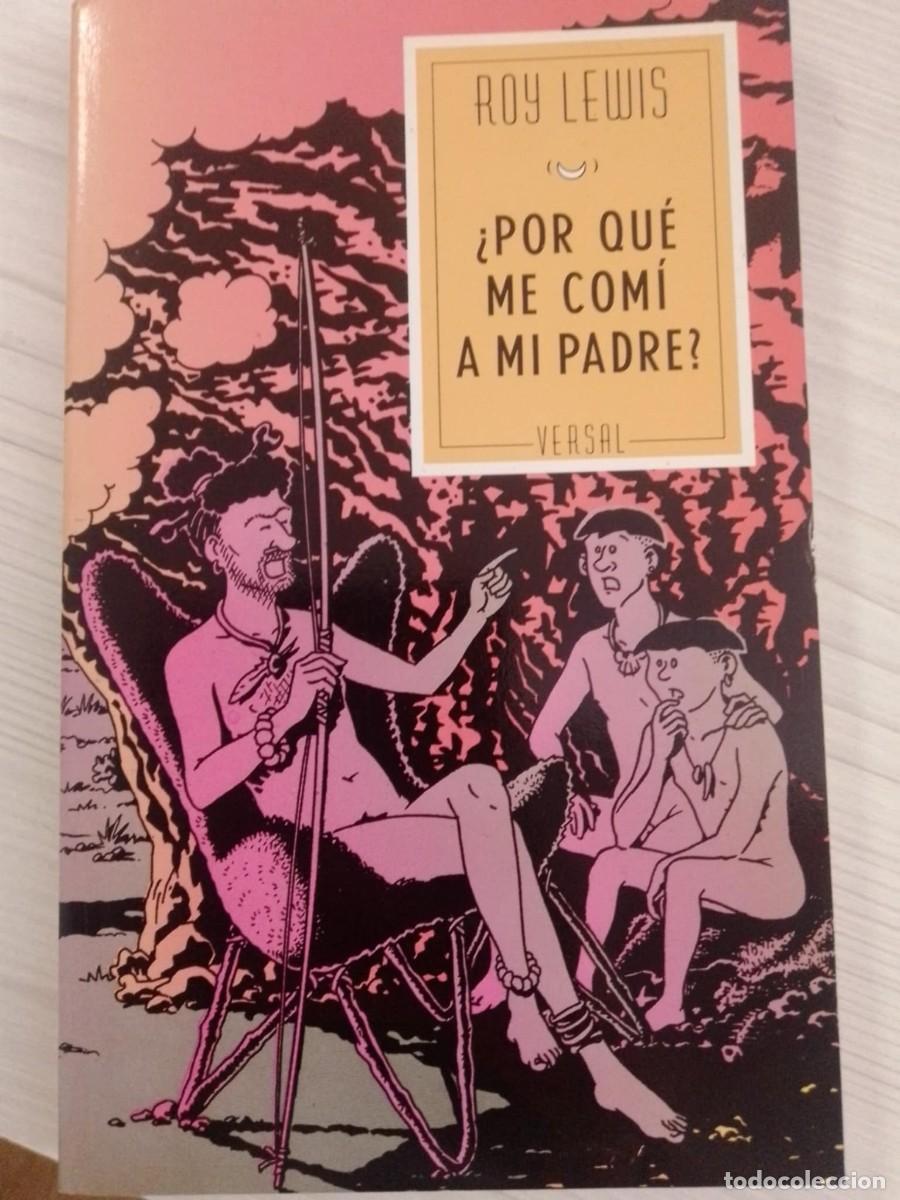 ROY LEWIS
¿POR QUÉ
ME COMÍ
A MI PADRE?
VERSAL
todocoleccion